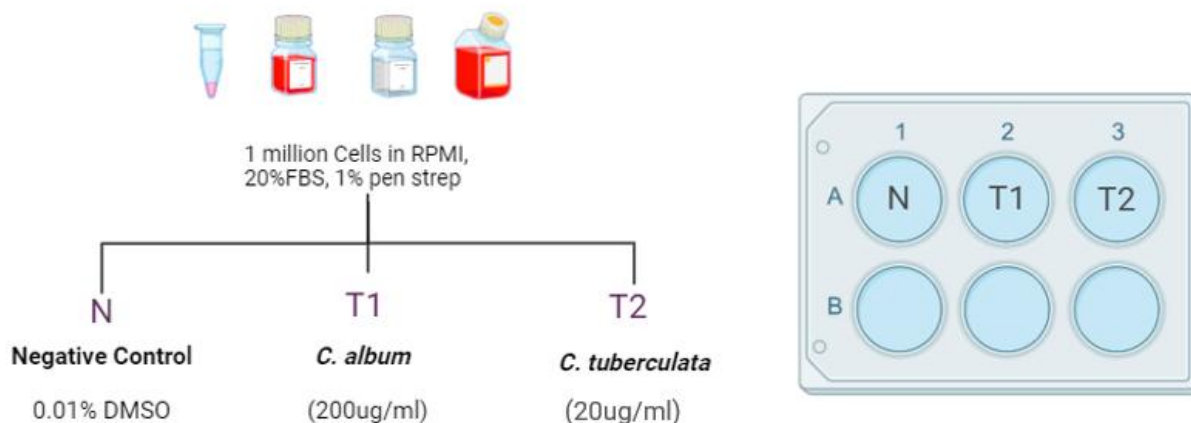 1 million Cells in RPMI,
20%FBS, 1% pen strep
N
T1
T2
Negative Control
C. album
C. tuberculata
0.01% DMSO
(200ug/ml)
(20ug/ml)
1 2 3
A N T1 T2
B